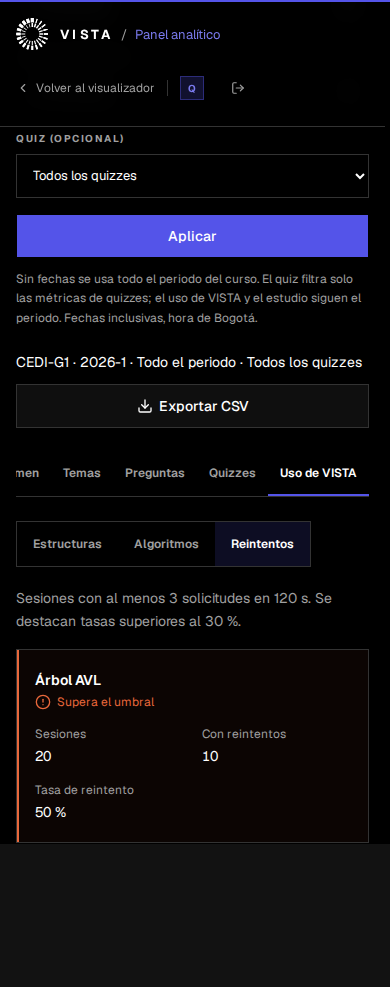 VISTA / Panel analítico
Volver al visualizador Q
QUIZ (OPCIONAL)
Todos los quizzes
Aplicar
Sin fechas se usa todo el periodo del curso. El quiz filtra solo
las métricas de quizzes; el uso de VISTA y el estudio siguen el
periodo. Fechas inclusivas, hora de Bogotá.
CEDI-G1 · 2026-1 · Todo el periodo · Todos los quizzes
Exportar CSV
men Temas Preguntas Quizzes Uso de VISTA
Estructuras Algoritmos Reintentos
Sesiones con al menos 3 solicitudes en 120 s. Se
destacan tasas superiores al 30 %.
Árbol AVL
Supera el umbral
Sesiones Con reintentos
20 10
Tasa de reintento
50 %